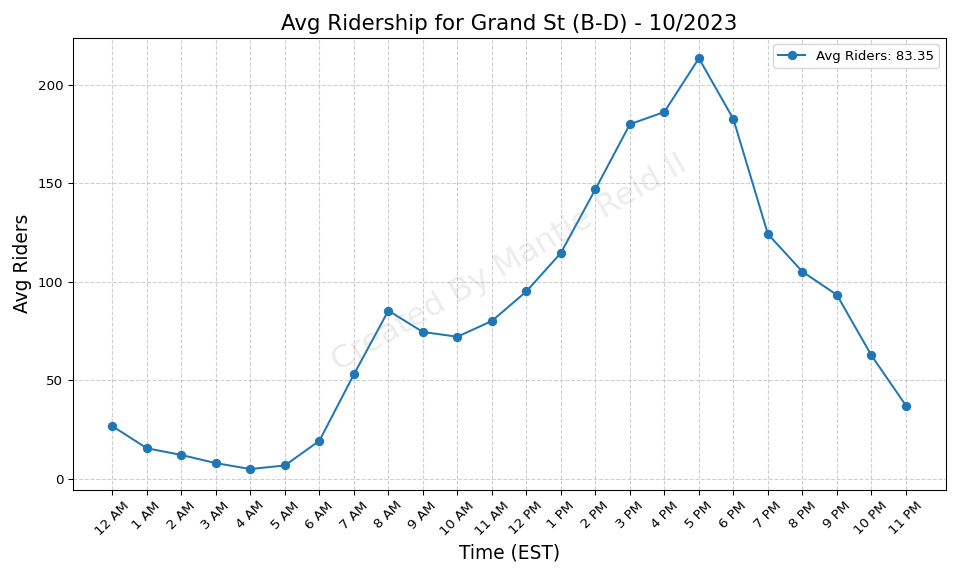 Avg Ridership for Grand St (B-D) - 10/2023
Avg Riders: 83.35
Avg Riders
200
150
100
50
0
Created By Mantie Reid II
12 AM
1 AM
2 AM
3 AM
4 AM
5 AM
6 AM
7 AM
8 AM
9 AM
10 AM
11 AM
12 PM
1 PM
2 PM
3 PM
4 PM
5 PM
6 PM
7 PM
8 PM
9 PM
10 PM
11 PM
Time (EST)